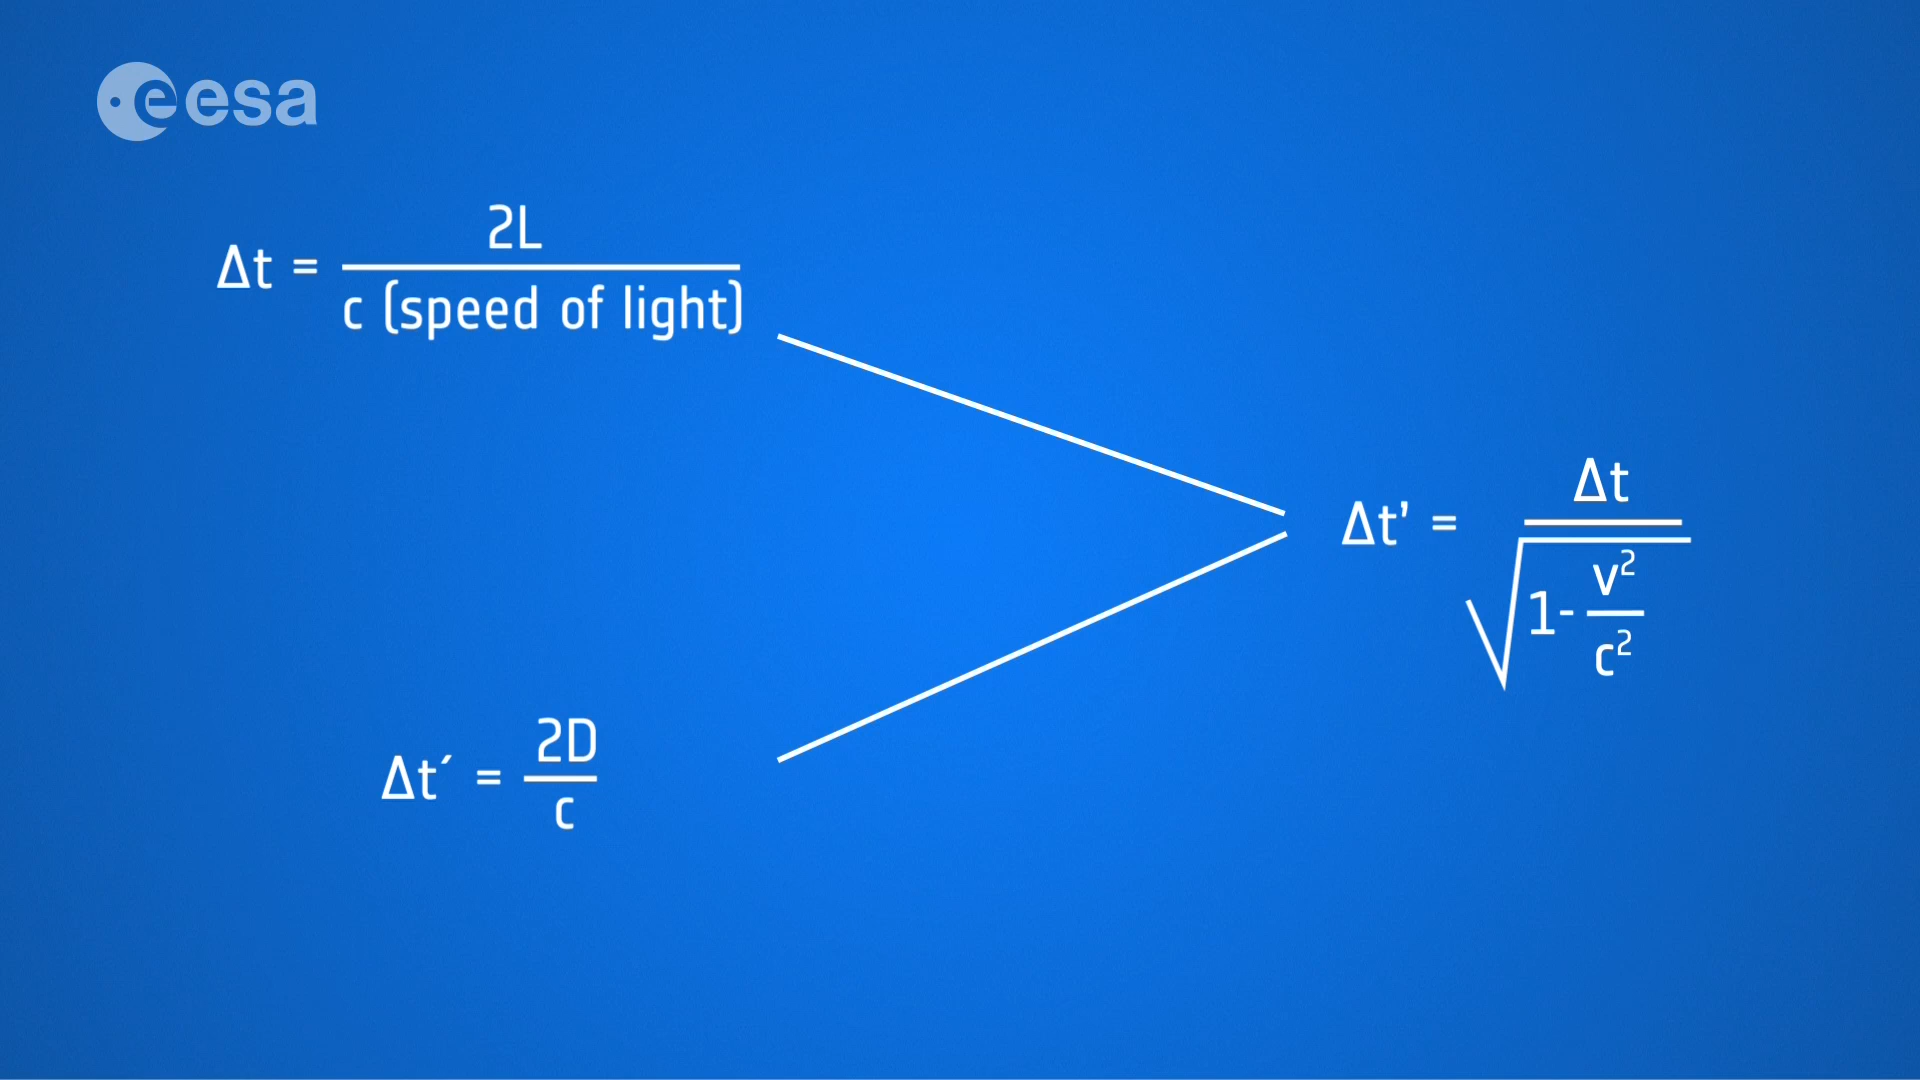 esa
Δt = 2L / c (speed of light)
Δt' = Δt / √(1- v² / c²)
Δt´ = 2D / c